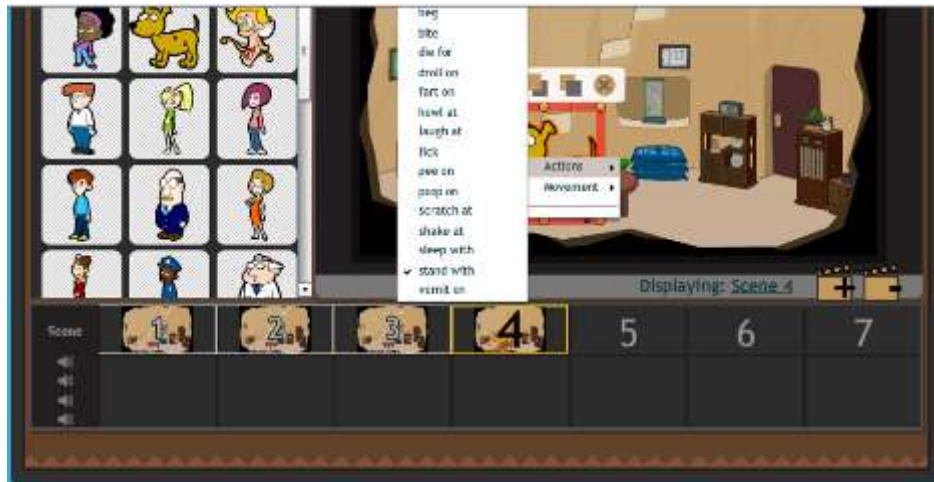 beg
bite
die for
droll on
fart on
howl at
laugh at
lick
pee on
poop on
scratch at
shake at
sleep with
stand with
vomit on
Actions
Movement
Displaying: Scene 4
Scene
1
2
3
4
5
6
7